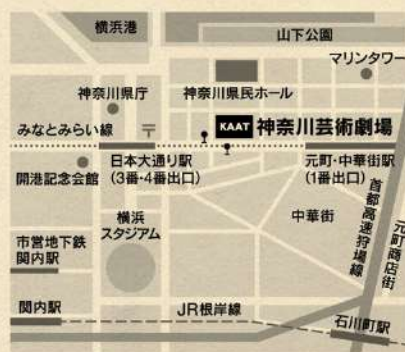 横浜港
山下公園
マリンタワー
神奈川県庁
神奈川県民ホール
みなとみらい線
〒
KAAT 神奈川芸術劇場
開港記念会館
日本大通り駅
(3番・4番出口)
元町・中華街駅
(1番出口)
横浜
スタジアム
中華街
首都高速狩場線
元町商店街
市営地下鉄
関内駅
関内駅
JR根岸線
石川町駅